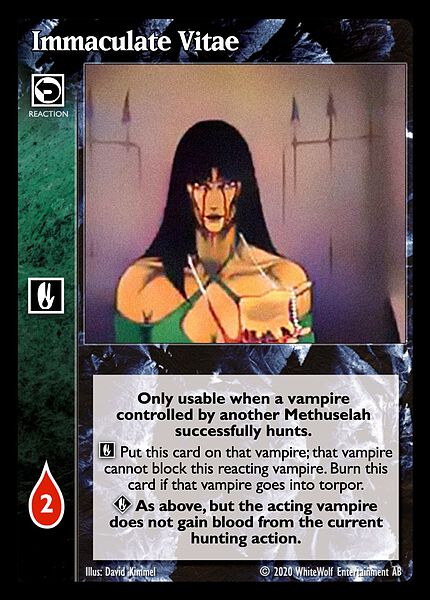 Immaculate Vitae
REACTION
Only usable when a vampire
controlled by another Methuselah
successfully hunts.
Put this card on that vampire; that vampire
cannot block this reacting vampire. Burn this
card if that vampire goes into torpor.
As above, but the acting vampire
does not gain blood from the current
hunting action.
2
Illus: David Kimmel
© 2020 WhiteWolf Entertainment AB